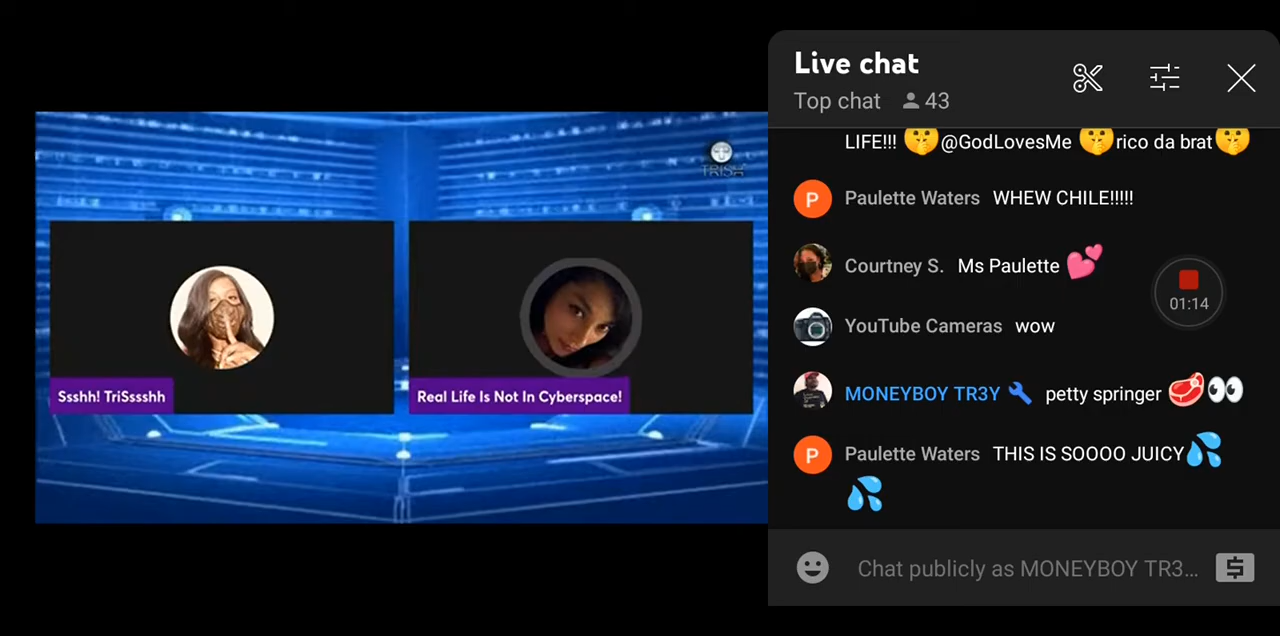 Live chat
Top chat 43
LIFE!!! 🤫@GodLovesMe 🤫rico da brat🤫
Paulette Waters WHEW CHILE!!!!!
Courtney S. Ms Paulette 💕
YouTube Cameras wow
01:14
MONEYBOY TR3Y 🔧 petty springer 🥩👀
Paulette Waters THIS IS SOOOO JUICY💦
💦
Chat publicly as MONEYBOY TR3...
TRISH
Ssshh! TriSsssshh
Real Life Is Not In Cyberspace!
P
P